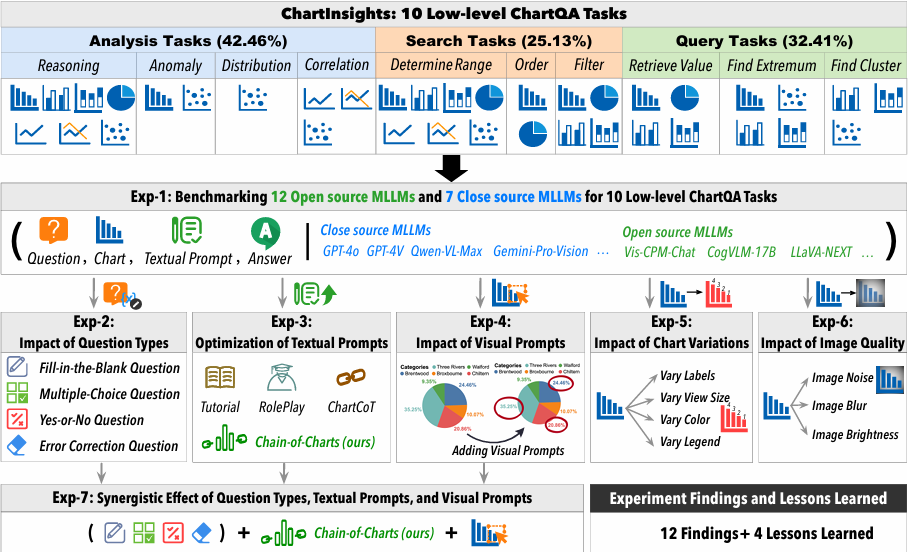 ChartInsights: 10 Low-level ChartQA Tasks
Analysis Tasks (42.46%)
Search Tasks (25.13%)
Query Tasks (32.41%)
Reasoning
Anomaly
Distribution
Correlation
Determine Range
Order
Filter
Retrieve Value
Find Extremum
Find Cluster
Exp-1: Benchmarking 12 Open source MLLMs and 7 Close source MLLMs for 10 Low-level ChartQA Tasks
( Question , Chart , Textual Prompt , Answer
A
Close source MLLMs
GPT-4o GPT-4V Qwen-VL-Max Gemini-Pro-Vision ...
Open source MLLMs
Vis-CPM-Chat CogVLM-17B LLaVA-NEXT ... )
{x}
4 3 2 1
Exp-2:
Impact of Question Types
Fill-in-the-Blank Question
Multiple-Choice Question
Yes-or-No Question
Error Correction Question
Exp-3:
Optimization of Textual Prompts
Tutorial
RolePlay
ChartCoT
Chain-of-Charts (ours)
Exp-4:
Impact of Visual Prompts
Categories Three Rivers Watford
Brentwood Broxbourne Chiltern
9.35%
24.46%
35.25%
10.07%
20.86%
Categories Three Rivers Watford
Brentwood Broxbourne Chiltern
9.35%
24.46%
35.25%
10.67%
20.86%
Adding Visual Prompts
Exp-5:
Impact of Chart Variations
Vary Labels
Vary View Size
Vary Color
Vary Legend
4 3 2 1
Exp-6:
Impact of Image Quality
Image Noise
Image Blur
Image Brightness
Exp-7: Synergistic Effect of Question Types, Textual Prompts, and Visual Prompts
( ) + Chain-of-Charts (ours) +
Experiment Findings and Lessons Learned
12 Findings+ 4 Lessons Learned